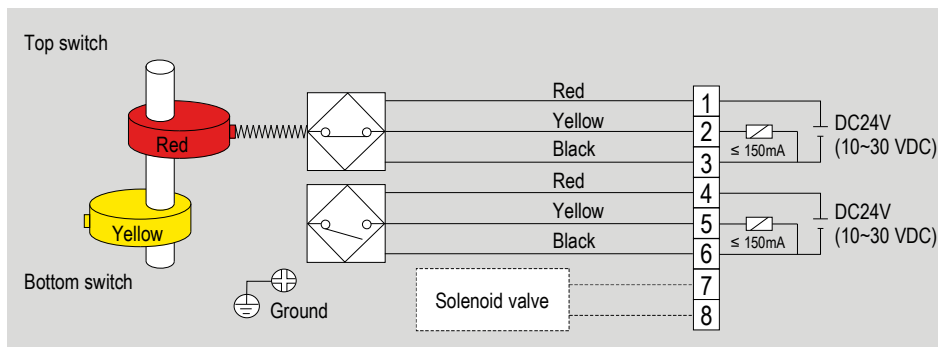 Top switch
Red
Yellow
Bottom switch
Ground
Red
Yellow
Black
Red
Yellow
Black
Solenoid valve
1
2
3
4
5
6
7
8
≤ 150mA
DC24V
(10~30 VDC)
≤ 150mA
DC24V
(10~30 VDC)